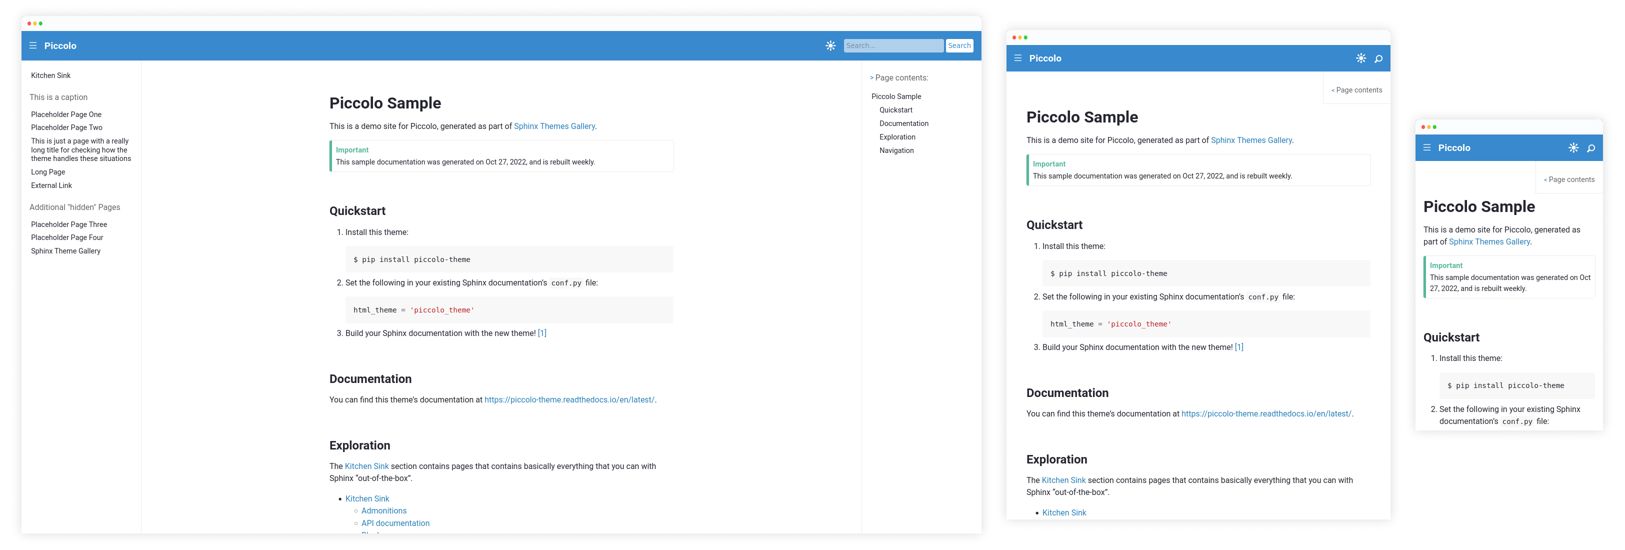 ☰ Piccolo
Search...
Search
Kitchen Sink
This is a caption
Placeholder Page One
Placeholder Page Two
This is just a page with a really
long title for checking how the
theme handles these situations
Long Page
External Link
Additional "hidden" Pages
Placeholder Page Three
Placeholder Page Four
Sphinx Theme Gallery
Piccolo Sample
This is a demo site for Piccolo, generated as part of Sphinx Themes Gallery.
Important
This sample documentation was generated on Oct 27, 2022, and is rebuilt weekly.
Quickstart
1. Install this theme:
$ pip install piccolo-theme
2. Set the following in your existing Sphinx documentation's conf.py file:
html_theme = 'piccolo_theme'
3. Build your Sphinx documentation with the new theme! [1]
Documentation
You can find this theme's documentation at https://piccolo-theme.readthedocs.io/en/latest/.
Exploration
The Kitchen Sink section contains pages that contains basically everything that you can with
Sphinx “out-of-the-box”.
• Kitchen Sink
○ Admonitions
○ API documentation
> Page contents:
Piccolo Sample
Quickstart
Documentation
Exploration
Navigation
☰ Piccolo
< Page contents
Piccolo Sample
This is a demo site for Piccolo, generated as part of Sphinx Themes Gallery.
Important
This sample documentation was generated on Oct 27, 2022, and is rebuilt weekly.
Quickstart
1. Install this theme:
$ pip install piccolo-theme
2. Set the following in your existing Sphinx documentation's conf.py file:
html_theme = 'piccolo_theme'
3. Build your Sphinx documentation with the new theme! [1]
Documentation
You can find this theme's documentation at https://piccolo-theme.readthedocs.io/en/latest/.
Exploration
The Kitchen Sink section contains pages that contains basically everything that you can with
Sphinx “out-of-the-box”.
• Kitchen Sink
☰ Piccolo
< Page contents
Piccolo Sample
This is a demo site for Piccolo, generated as
part of Sphinx Themes Gallery.
Important
This sample documentation was generated on Oct
27, 2022, and is rebuilt weekly.
Quickstart
1. Install this theme:
$ pip install piccolo-theme
2. Set the following in your existing Sphinx
documentation's conf.py file: